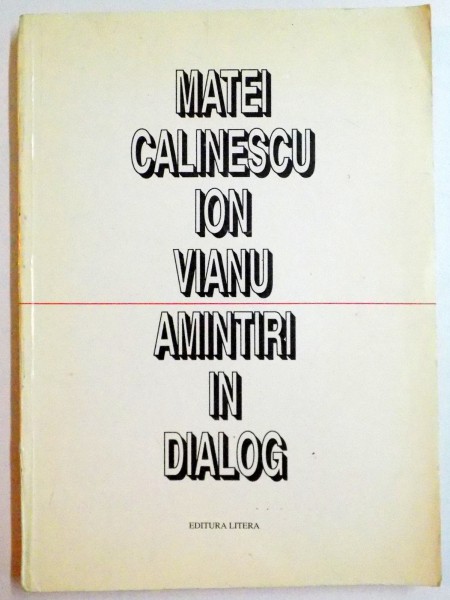 MATEI
CALINESCU
ION
VIANU
AMINTIRI
IN
DIALOG
EDITURA LITERA